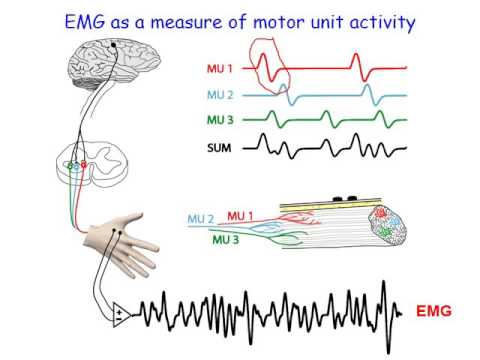 EMG as a measure of motor unit activity
MU 1
MU 2
MU 3
SUM
MU 2
MU 1
MU 3
+
−
EMG